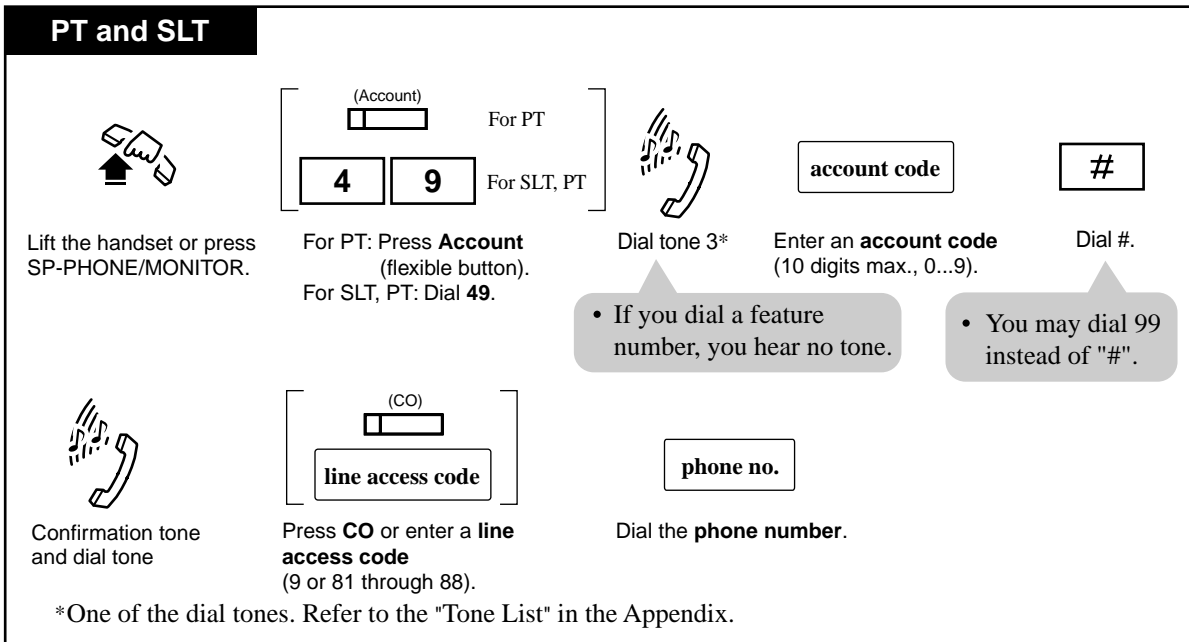 PT and SLT
(Account)
For PT
4 9 For SLT, PT
account code
#
Lift the handset or press
SP-PHONE/MONITOR.
For PT: Press Account
(flexible button).
For SLT, PT: Dial 49.
Dial tone 3*
Enter an account code
(10 digits max., 0...9).
Dial #.
• If you dial a feature
number, you hear no tone.
• You may dial 99
instead of "#".
(CO)
line access code
phone no.
Confirmation tone
and dial tone
Press CO or enter a line
access code
(9 or 81 through 88).
Dial the phone number.
*One of the dial tones. Refer to the "Tone List" in the Appendix.